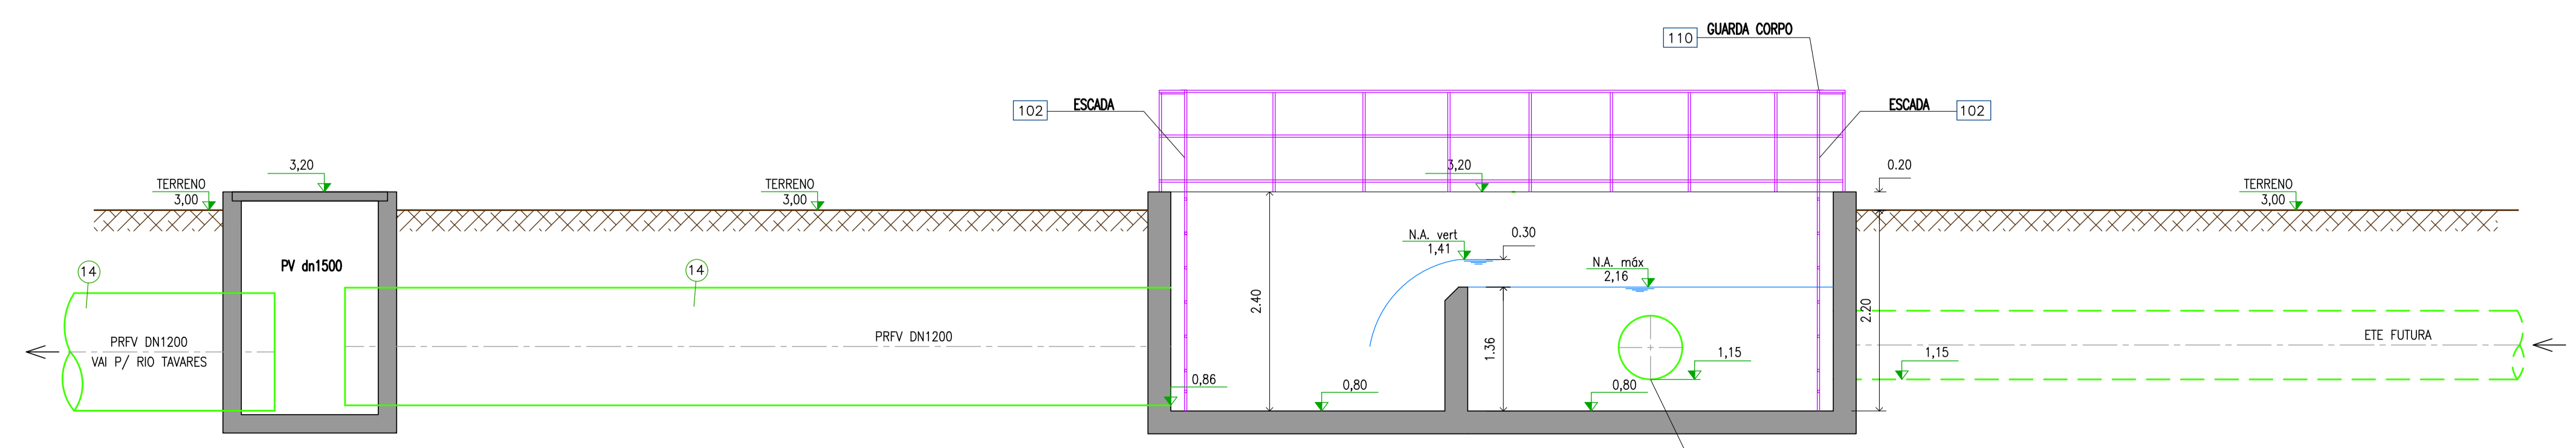 110 GUARDA CORPO
102 ESCADA
ESCADA 102
3,20
TERRENO
3,00
TERRENO
3,00
3,20
0.20
TERRENO
3,00
N.A. vert
1,41
0.30
N.A. máx
2,16
PV dn1500
14
14
2.40
1.36
2.20
PRFV DN1200
VAI P/ RIO TAVARES
PRFV DN1200
0,86
0,80
0,80
1,15
1,15
ETE FUTURA